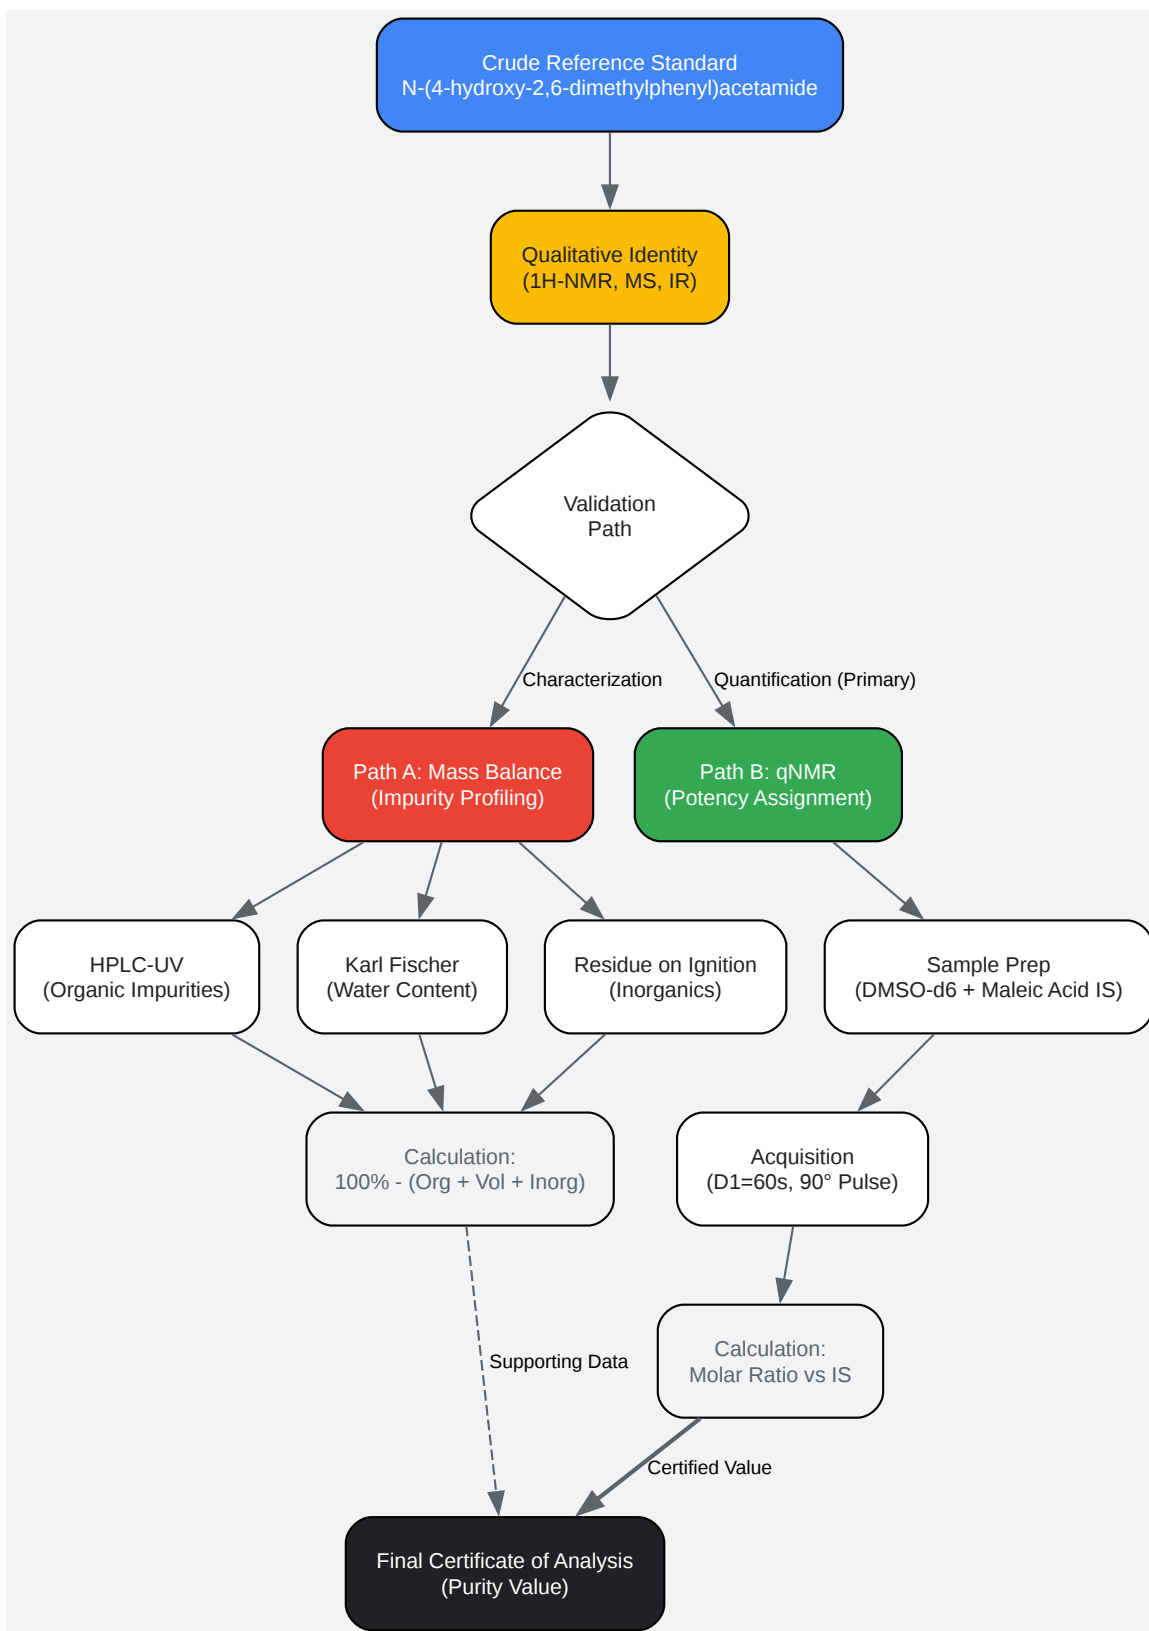 Crude Reference Standard
N-(4-hydroxy-2,6-dimethylphenyl)acetamide
Qualitative Identity
(1H-NMR, MS, IR)
Validation
Path
Characterization
Quantification (Primary)
Path A: Mass Balance
(Impurity Profiling)
Path B: qNMR
(Potency Assignment)
HPLC-UV
(Organic Impurities)
Karl Fischer
(Water Content)
Residue on Ignition
(Inorganics)
Sample Prep
(DMSO-d6 + Maleic Acid IS)
Calculation:
100% - (Org + Vol + Inorg)
Acquisition
(D1=60s, 90° Pulse)
Calculation:
Molar Ratio vs IS
Supporting Data
Certified Value
Final Certificate of Analysis
(Purity Value)